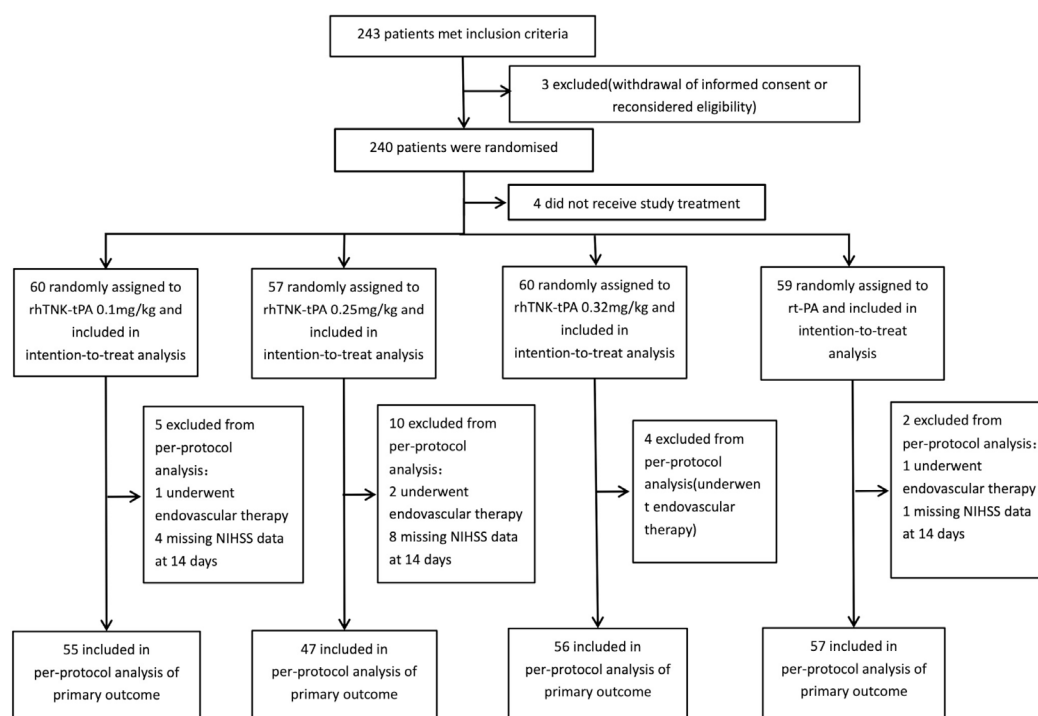 243 patients met inclusion criteria
3 excluded(withdrawal of informed consent or
reconsidered eligibility)
240 patients were randomised
4 did not receive study treatment
60 randomly assigned to
rhTNK-tPA 0.1mg/kg and
included in
intention-to-treat analysis
57 randomly assigned to
rhTNK-tPA 0.25mg/kg and
included in
intention-to-treat analysis
60 randomly assigned to
rhTNK-tPA 0.32mg/kg and
included in
intention-to-treat analysis
59 randomly assigned to
rt-PA and included in
intention-to-treat
analysis
5 excluded from
per-protocol
analysis:
1 underwent
endovascular therapy
4 missing NIHSS data
at 14 days
10 excluded from
per-protocol
analysis:
2 underwent
endovascular therapy
8 missing NIHSS data
at 14 days
4 excluded from
per-protocol
analysis(underwen
t endovascular
therapy)
2 excluded from
per-protocol analysis:
1 underwent
endovascular therapy
1 missing NIHSS data
at 14 days
55 included in
per-protocol analysis of
primary outcome
47 included in
per-protocol analysis of
primary outcome
56 included in
per-protocol analysis of
primary outcome
57 included in
per-protocol analysis of
primary outcome